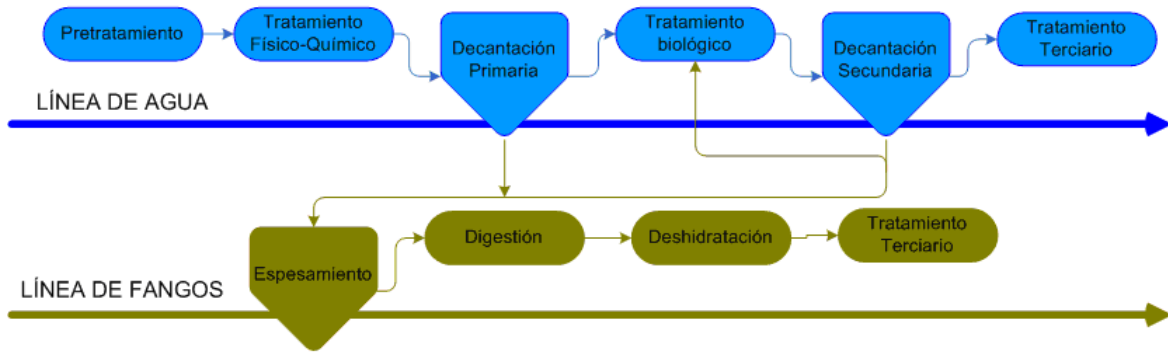 Pretratamiento
Tratamiento
Físico-Químico
Decantación
Primaria
Tratamiento
biológico
Decantación
Secundaria
Tratamiento
Terciario
LÍNEA DE AGUA
Espesamiento
Digestión
Deshidratación
Tratamiento
Terciario
LÍNEA DE FANGOS